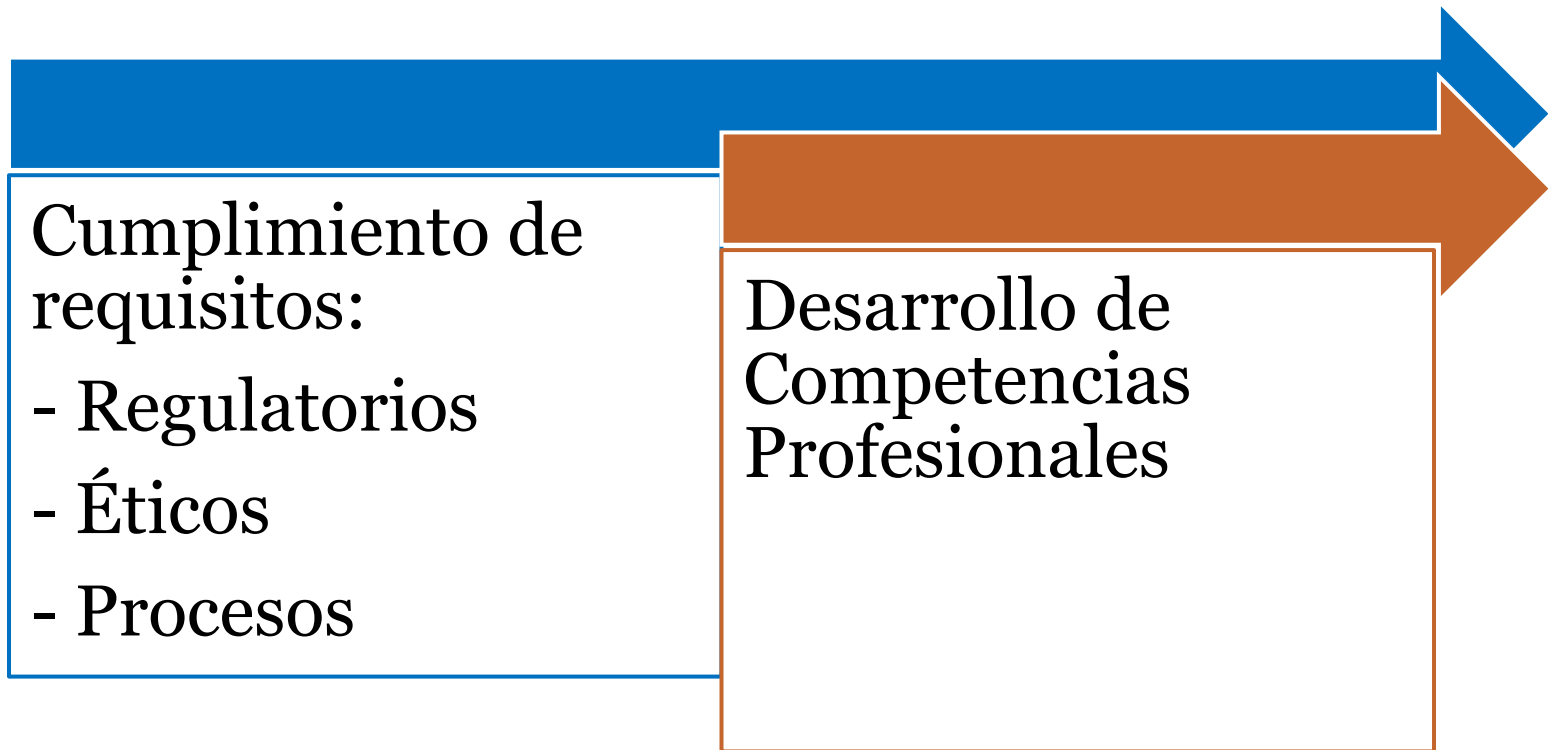 Cumplimiento de
requisitos:
- Regulatorios
- Éticos
- Procesos
Desarrollo de
Competencias
Profesionales